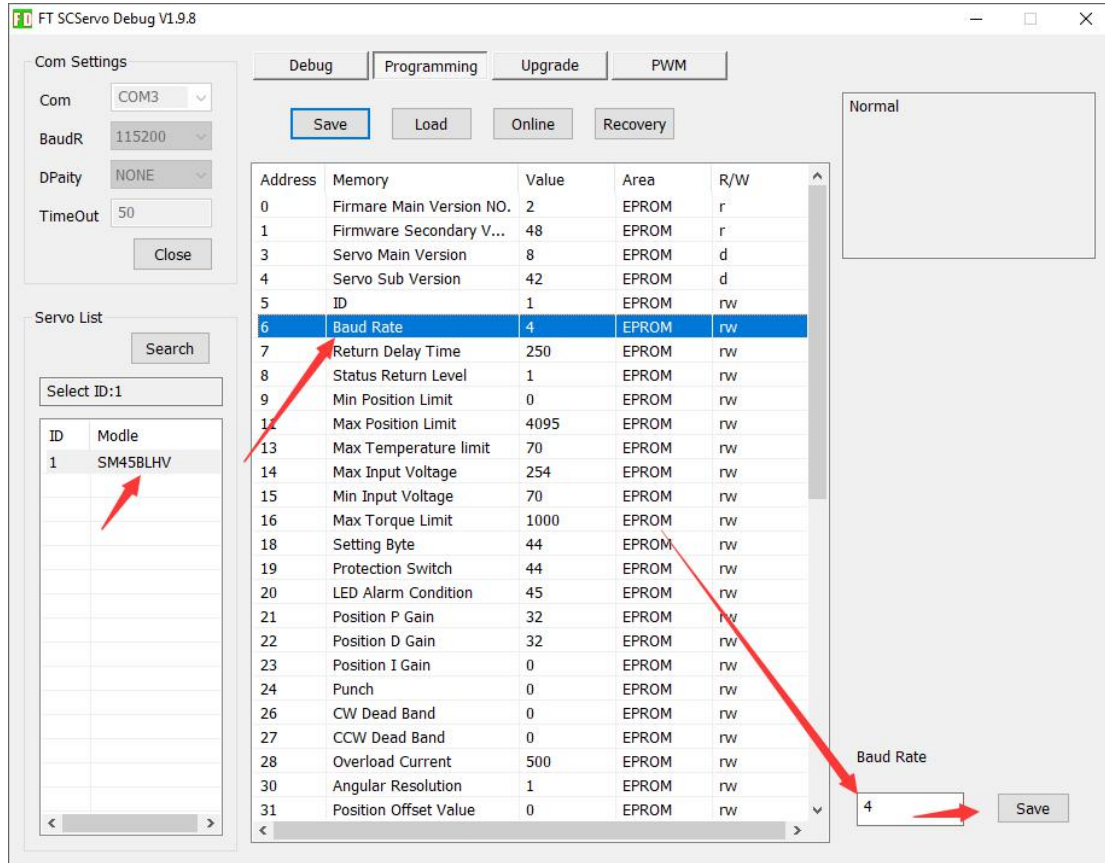 FD FT SCServo Debug V1.9.8
Com Settings
Com COM3
BaudR 115200
DPaity NONE
TimeOut 50
Close
Servo List
Search
Select ID:1
ID Modle
1 SM45BLHV
Debug Programming Upgrade PWM
Save Load Online Recovery
Address Memory Value Area R/W
0 Firmare Main Version NO. 2 EPROM r
1 Firmware Secondary V... 48 EPROM r
3 Servo Main Version 8 EPROM d
4 Servo Sub Version 42 EPROM d
5 ID 1 EPROM rw
6 Baud Rate 4 EPROM rw
7 Return Delay Time 250 EPROM rw
8 Status Return Level 1 EPROM rw
9 Min Position Limit 0 EPROM rw
11 Max Position Limit 4095 EPROM rw
13 Max Temperature limit 70 EPROM rw
14 Max Input Voltage 254 EPROM rw
15 Min Input Voltage 70 EPROM rw
16 Max Torque Limit 1000 EPROM rw
18 Setting Byte 44 EPROM rw
19 Protection Switch 44 EPROM rw
20 LED Alarm Condition 45 EPROM rw
21 Position P Gain 32 EPROM rw
22 Position D Gain 32 EPROM rw
23 Position I Gain 0 EPROM rw
24 Punch 0 EPROM rw
26 CW Dead Band 0 EPROM rw
27 CCW Dead Band 0 EPROM rw
28 Overload Current 500 EPROM rw
30 Angular Resolution 1 EPROM rw
31 Position Offset Value 0 EPROM rw
Normal
Baud Rate
4 Save